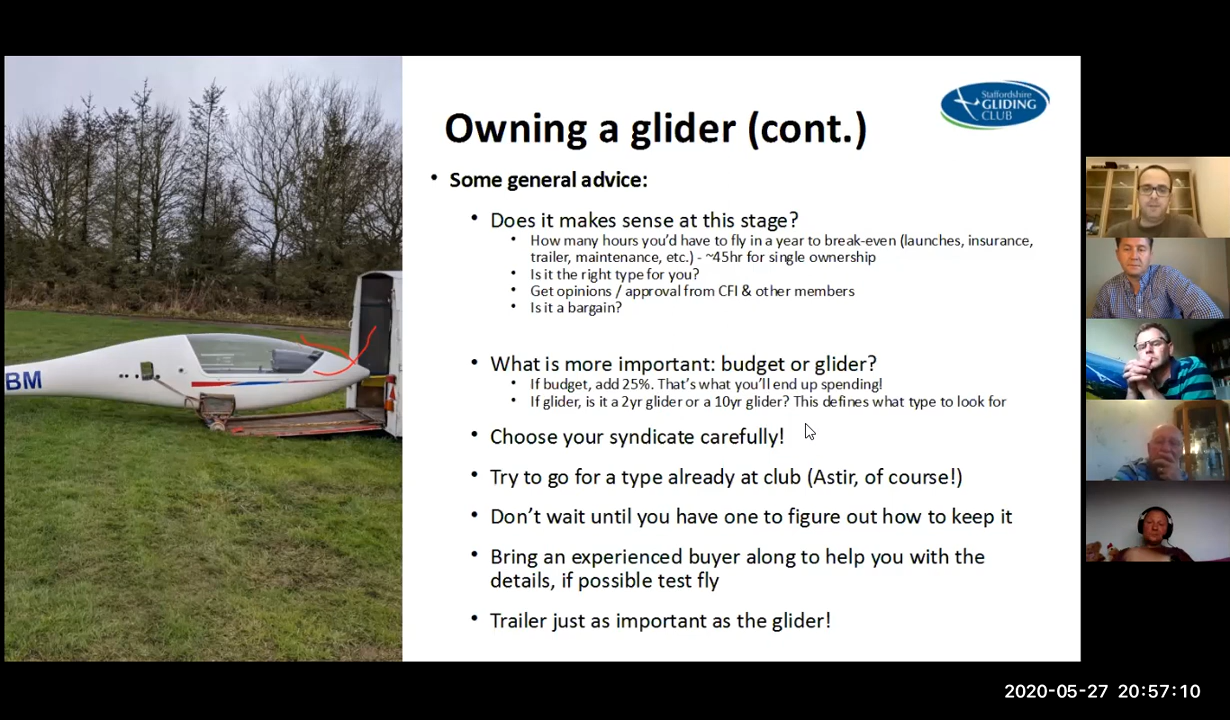 Staffordshire
GLIDING
CLUB
Owning a glider (cont.)
• Some general advice:
• Does it makes sense at this stage?
• How many hours you'd have to fly in a year to break-even (launches, insurance,
trailer, maintenance, etc.) - ~45hr for single ownership
• Is it the right type for you?
• Get opinions / approval from CFI & other members
• Is it a bargain?
• What is more important: budget or glider?
• If budget, add 25%. That's what you'll end up spending!
• If glider, is it a 2yr glider or a 10yr glider? This defines what type to look for
• Choose your syndicate carefully!
• Try to go for a type already at club (Astir, of course!)
• Don't wait until you have one to figure out how to keep it
• Bring an experienced buyer along to help you with the
details, if possible test fly
• Trailer just as important as the glider!
BM
2020-05-27 20:57:10